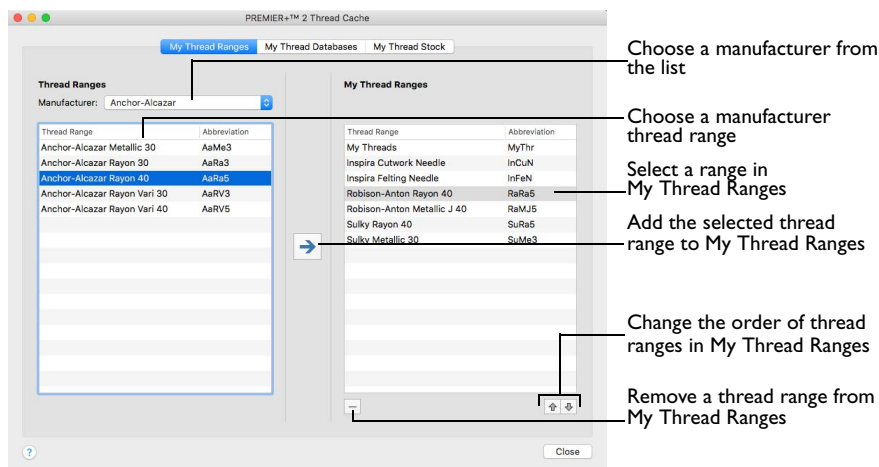 PREMIER+™ 2 Thread Cache
My Thread Ranges My Thread Databases My Thread Stock
Thread Ranges
Manufacturer: Anchor-Alcazar
Thread Range Abbreviation
Anchor-Alcazar Metallic 30 AaMe3
Anchor-Alcazar Rayon 30 AaRa3
Anchor-Alcazar Rayon 40 AaRa5
Anchor-Alcazar Rayon Vari 30 AaRV3
Anchor-Alcazar Rayon Vari 40 AaRV5
My Thread Ranges
Thread Range Abbreviation
My Threads MyThr
Inspira Cutwork Needle InCuN
Inspira Felting Needle InFeN
Robison-Anton Rayon 40 RaRa5
Robison-Anton Metallic J 40 RaMJ5
Sulky Rayon 40 SuRa5
Sulky Metallic 30 SuMe3
?
Close
Choose a manufacturer from
the list
Choose a manufacturer
thread range
Select a range in
My Thread Ranges
Add the selected thread
range to My Thread Ranges
Change the order of thread
ranges in My Thread Ranges
Remove a thread range from
My Thread Ranges